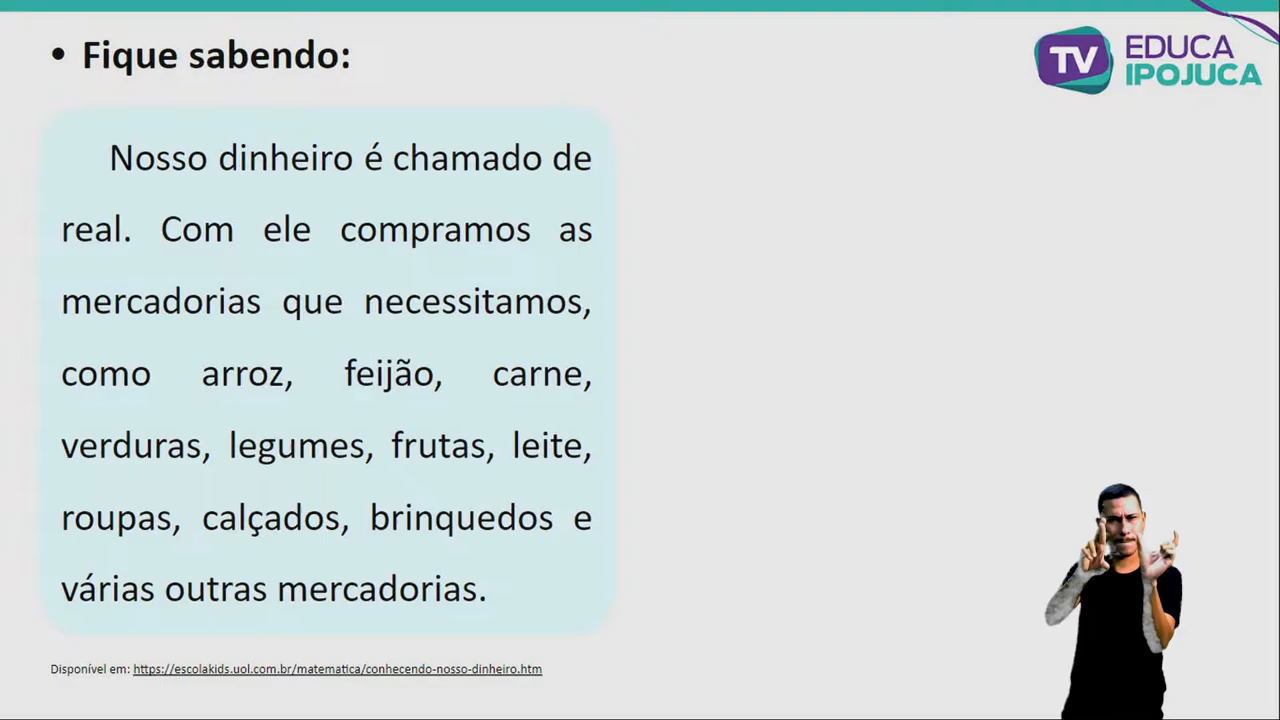 • Fique sabendo:
TV EDUCA
IPOJUCA
Nosso dinheiro é chamado de
real. Com ele compramos as
mercadorias que necessitamos,
como arroz, feijão, carne,
verduras, legumes, frutas, leite,
roupas, calçados, brinquedos e
várias outras mercadorias.
Disponível em: https://escolakids.uol.com.br/matematica/conhecendo-nosso-dinheiro.htm